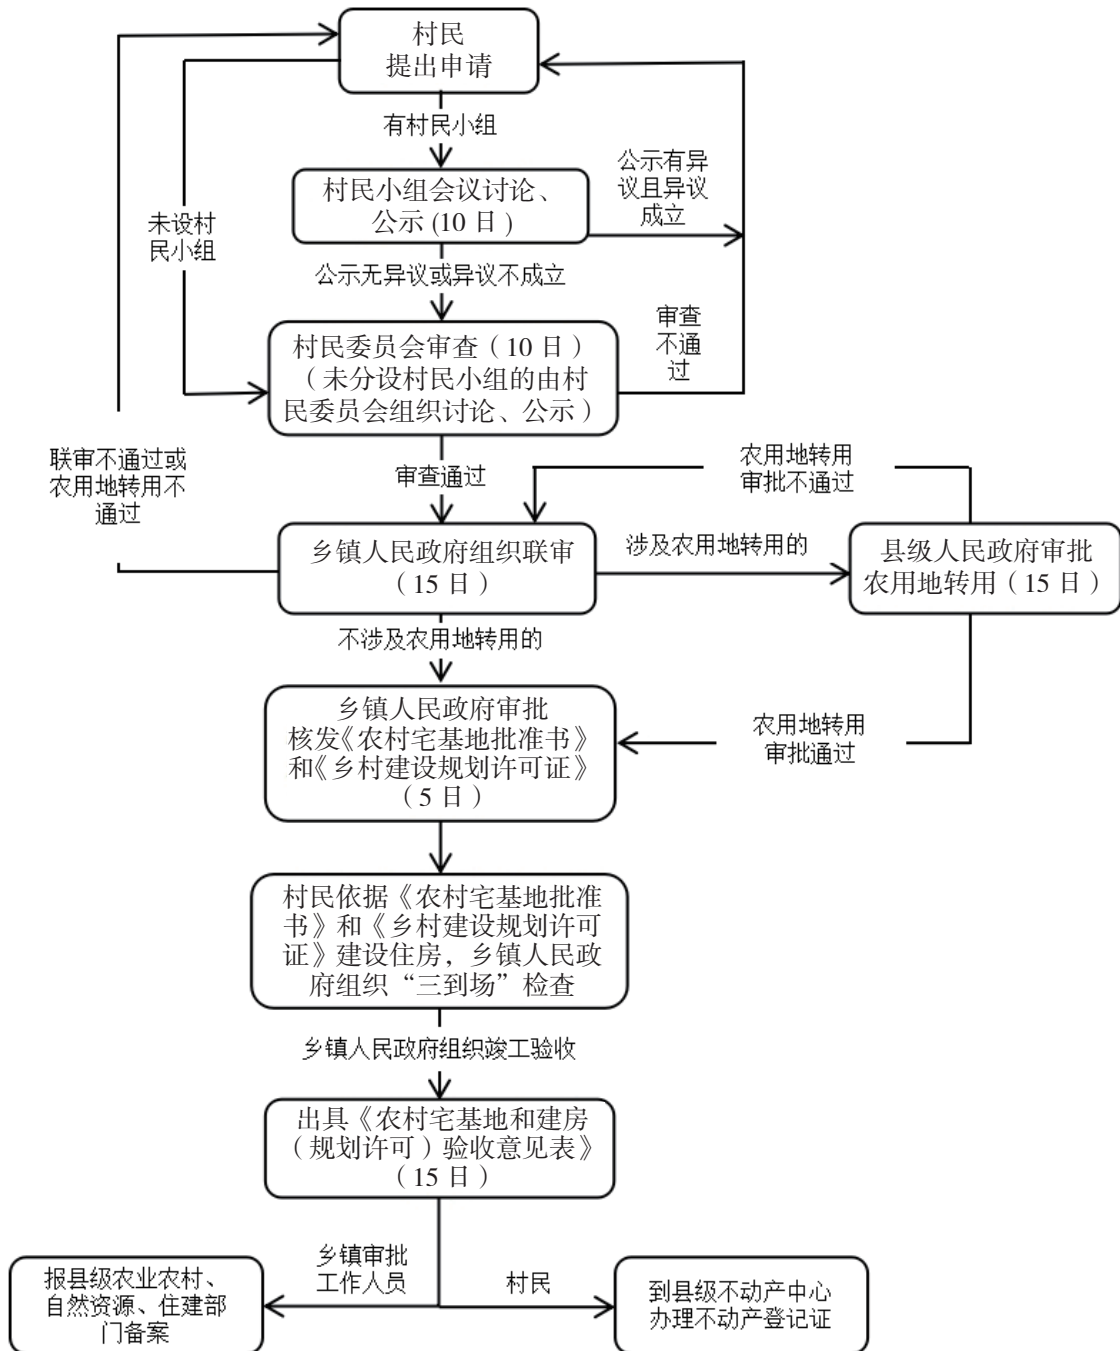 村民
提出申请
有村民小组
村民小组会议讨论、
公示(10日)
公示有异
议且异议
成立
未设村
民小组
公示无异议或异议不成立
村民委员会审查（10日）
（未分设村民小组的由村
民委员会组织讨论、公示）
审查
不通
过
联审不通过或
农用地转用不
通过
审查通过
农用地转用
审批不通过
乡镇人民政府组织联审
（15日）
涉及农用地转用的
县级人民政府审批
农用地转用（15日）
不涉及农用地转用的
乡镇人民政府审批
核发《农村宅基地批准书》
和《乡村建设规划许可证》
（5日）
农用地转用
审批通过
村民依据《农村宅基地批准
书》和《乡村建设规划许可
证》建设住房，乡镇人民政
府组织“三到场”检查
乡镇人民政府组织竣工验收
出具《农村宅基地和建房
（规划许可）验收意见表》
（15日）
乡镇审批
工作人员
村民
报县级农业农村、
自然资源、住建部
门备案
到县级不动产中心
办理不动产登记证